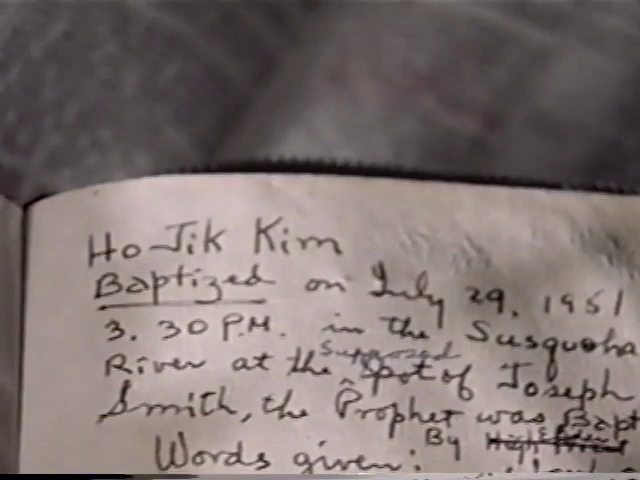 Ho Jik Kim
Baptized on July 29, 1951
3.30 P.M. in the Susqueha
River at the Supposed Spot of Joseph
Smith, the Prophet was Bapt
Words given: By